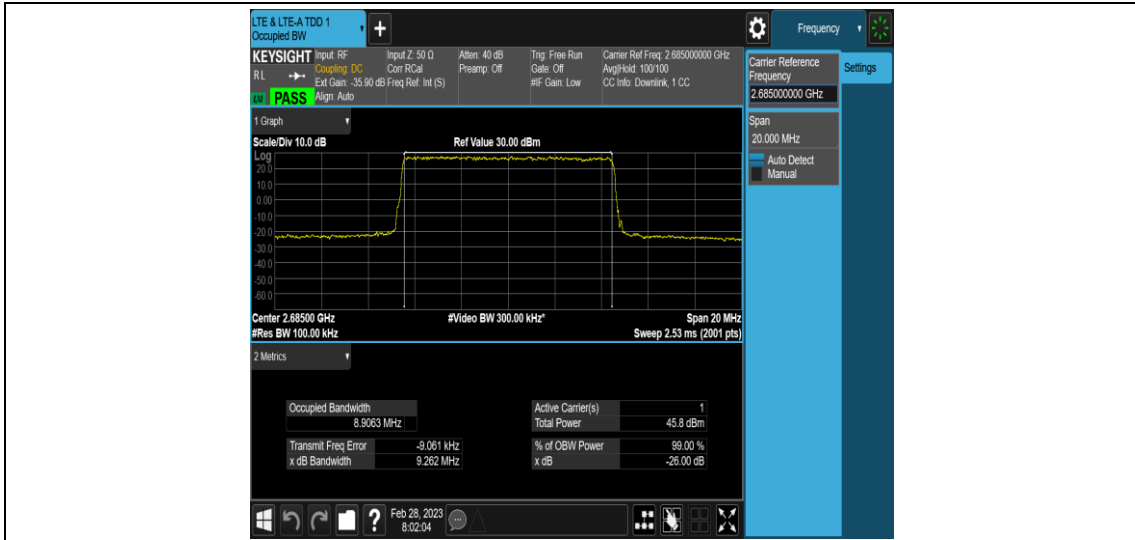 LTE & LTE-A TDD 1
Occupied BW
Frequency
KEYSIGHT
RL
PASS
Input: RF
Coupling: DC
Ext Gain: -35.90 dB
Align: Auto
Input Z: 50 Ω
Corr RCal
Freq Ref: Int (S)
Atten: 40 dB
Preamp: Off
Trig: Free Run
Gate: Off
#IF Gain: Low
Carrier Ref Freq: 2.685000000 GHz
Avg|Hold: 100/100
CC Info: Downlink, 1 CC
Carrier Reference
Frequency
2.685000000 GHz
Settings
Span
20.000 MHz
Auto Detect
Manual
1 Graph
Scale/Div 10.0 dB
Ref Value 30.00 dBm
Log
20.0
10.0
0.00
-10.0
-20.0
-30.0
-40.0
-50.0
-60.0
Center 2.68500 GHz
#Video BW 300.00 kHz*
Span 20 MHz
#Res BW 100.00 kHz
Sweep 2.53 ms (2001 pts)
2 Metrics
Occupied Bandwidth
8.9063 MHz
Active Carrier(s) 1
Total Power 45.8 dBm
Transmit Freq Error -9.061 kHz
x dB Bandwidth 9.262 MHz
% of OBW Power 99.00 %
x dB -26.00 dB
?
Feb 28, 2023
8:02:04